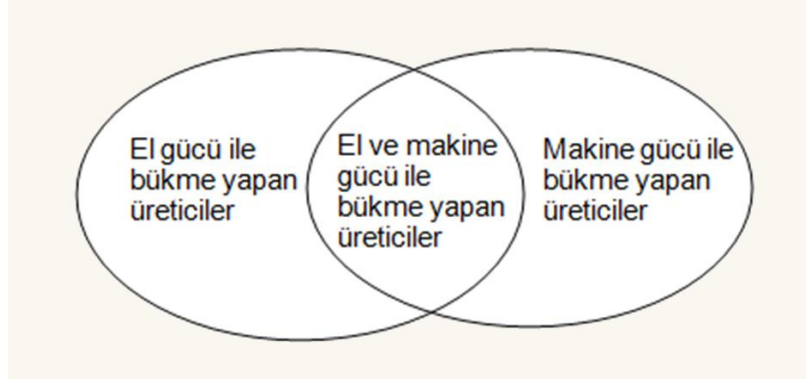 El gücü ile
bükme yapan
üreticiler
El ve makine
gücü ile
bükme yapan
üreticiler
Makine gücü ile
bükme yapan
üreticiler